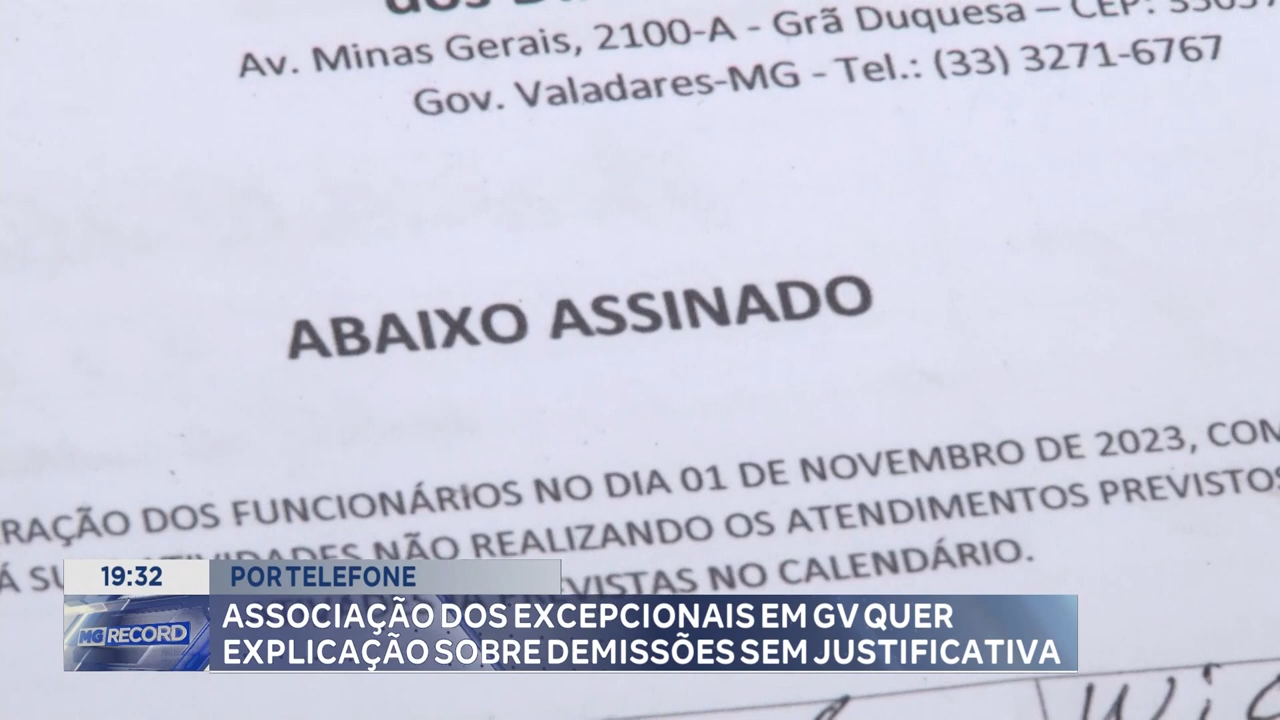 Av. Minas Gerais, 2100-A - Grã Duquesa – CEP:
Gov. Valadares-MG - Tel.: (33) 3271-6767
ABAIXO ASSINADO
RAÇÃO DOS FUNCIONÁRIOS NO DIA 01 DE NOVEMBRO DE 2023, COM
NÃO REALIZANDO OS ATENDIMENTOS PREVISTOS
NO CALENDÁRIO.
19:32
POR TELEFONE
MG RECORD
ASSOCIAÇÃO DOS EXCEPCIONAIS EM GV QUER
EXPLICAÇÃO SOBRE DEMISSÕES SEM JUSTIFICATIVA